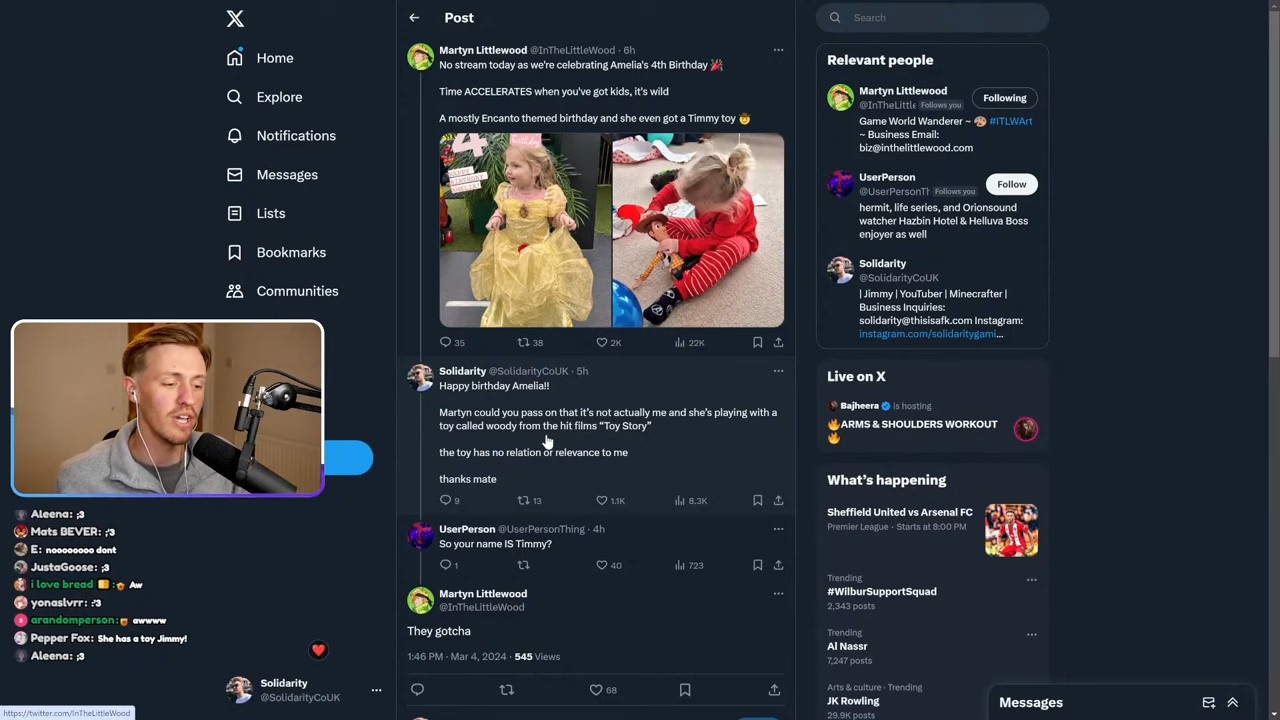 Home
Explore
Notifications
Messages
Lists
Bookmarks
Communities
Aleena: ;3
Mats BEVER: ;3
E: nooooooo dont
JustaGoose: ;3
i love bread : Aw
yonaslvrr: :'3
arandomperson: awwww
Pepper Fox: She has a toy Jimmy!
Aleena: ;3
Solidarity
@SolidarityCoUK
https://twitter.com/InTheLittleWood
Post
Martyn Littlewood @InTheLittleWood · 6h
No stream today as we're celebrating Amelia's 4th Birthday
Time ACCELERATES when you've got kids, it's wild
A mostly Encanto themed birthday and she even got a Timmy toy
4
birthday
HAPPY
BIRTHDAY
AMELIA!
35 38 2K 22K
Solidarity @SolidarityCoUK · 5h
Happy birthday Amelia!!
Martyn could you pass on that it's not actually me and she's playing with a
toy called woody from the hit films “Toy Story”
the toy has no relation or relevance to me
thanks mate
9 13 1.1K 8.3K
UserPerson @UserPersonThing · 4h
So your name IS Timmy?
1 40 723
Martyn Littlewood
@InTheLittleWood
They gotcha
1:46 PM · Mar 4, 2024 · 545 Views
68
Search
Relevant people
Martyn Littlewood
@InTheLittl Follows you
Following
Game World Wanderer ~ #ITLWArt
~ Business Email:
biz@inthelittlewood.com
UserPerson
@UserPersonTh Follows you
Follow
hermit, life series, and Orionsound
watcher Hazbin Hotel & Helluva Boss
enjoyer as well
Solidarity
@SolidarityCoUK
| Jimmy | YouTuber | Minecrafter |
Business Inquiries:
solidarity@thisisafk.com Instagram:
instagram.com/solidaritygami...
Live on X
Bajheera is hosting
ARMS & SHOULDERS WORKOUT
What's happening
Sheffield United vs Arsenal FC
Premier League · Starts at 8:00 PM
Trending
#WilburSupportSquad
2,343 posts
Trending
Al Nassr
7,247 posts
Arts & culture · Trending
JK Rowling
29.9K posts
Messages